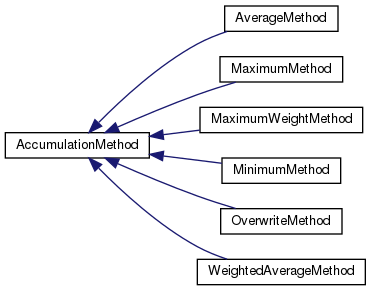 AverageMethod
MaximumMethod
MaximumWeightMethod
AccumulationMethod
MinimumMethod
OverwriteMethod
WeightedAverageMethod